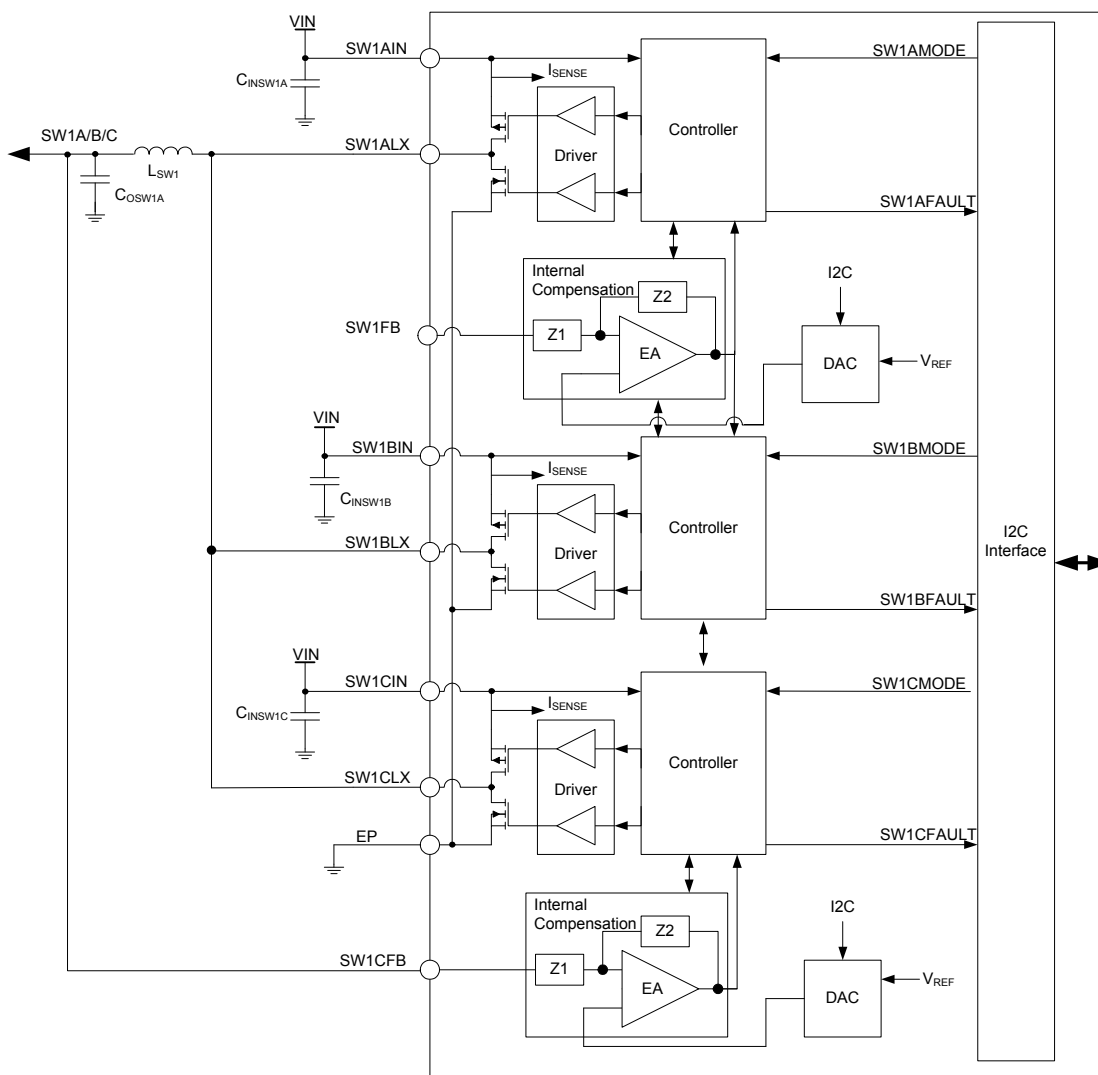 VIN
SW1AIN
CINSW1A
ISENSE
SW1AMODE
Controller
SW1A/B/C
LSW1
COSW1A
SW1ALX
Driver
SW1AFAULT
Internal
Compensation
Z2
I2C
SW1FB
Z1
EA
DAC
VREF
VIN
SW1BIN
CINSW1B
ISENSE
SW1BMODE
Controller
SW1BLX
Driver
I2C
Interface
SW1BFAULT
VIN
SW1CIN
CINSW1C
ISENSE
SW1CMODE
Controller
SW1CLX
Driver
EP
SW1CFAULT
Internal
Compensation
Z2
I2C
SW1CFB
Z1
EA
DAC
VREF